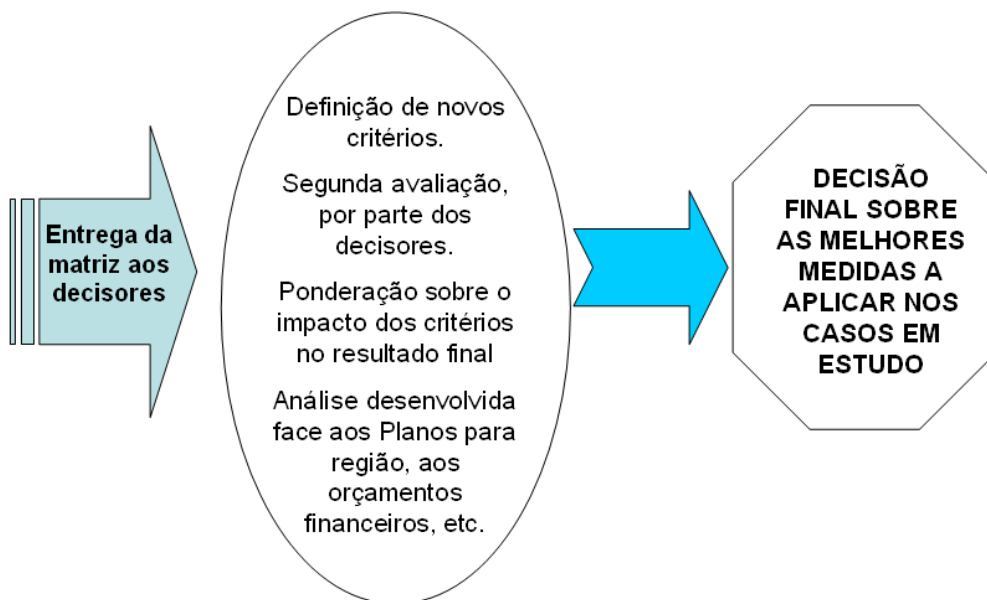 Entrega da
matriz aos
decisores
Definição de novos
critérios.
Segunda avaliação,
por parte dos
decisores.
Ponderação sobre o
impacto dos critérios
no resultado final
Análise desenvolvida
face aos Planos para
região, aos
orçamentos
financeiros, etc.
DECISÃO
FINAL SOBRE
AS MELHORES
MEDIDAS A
APLICAR NOS
CASOS EM
ESTUDO